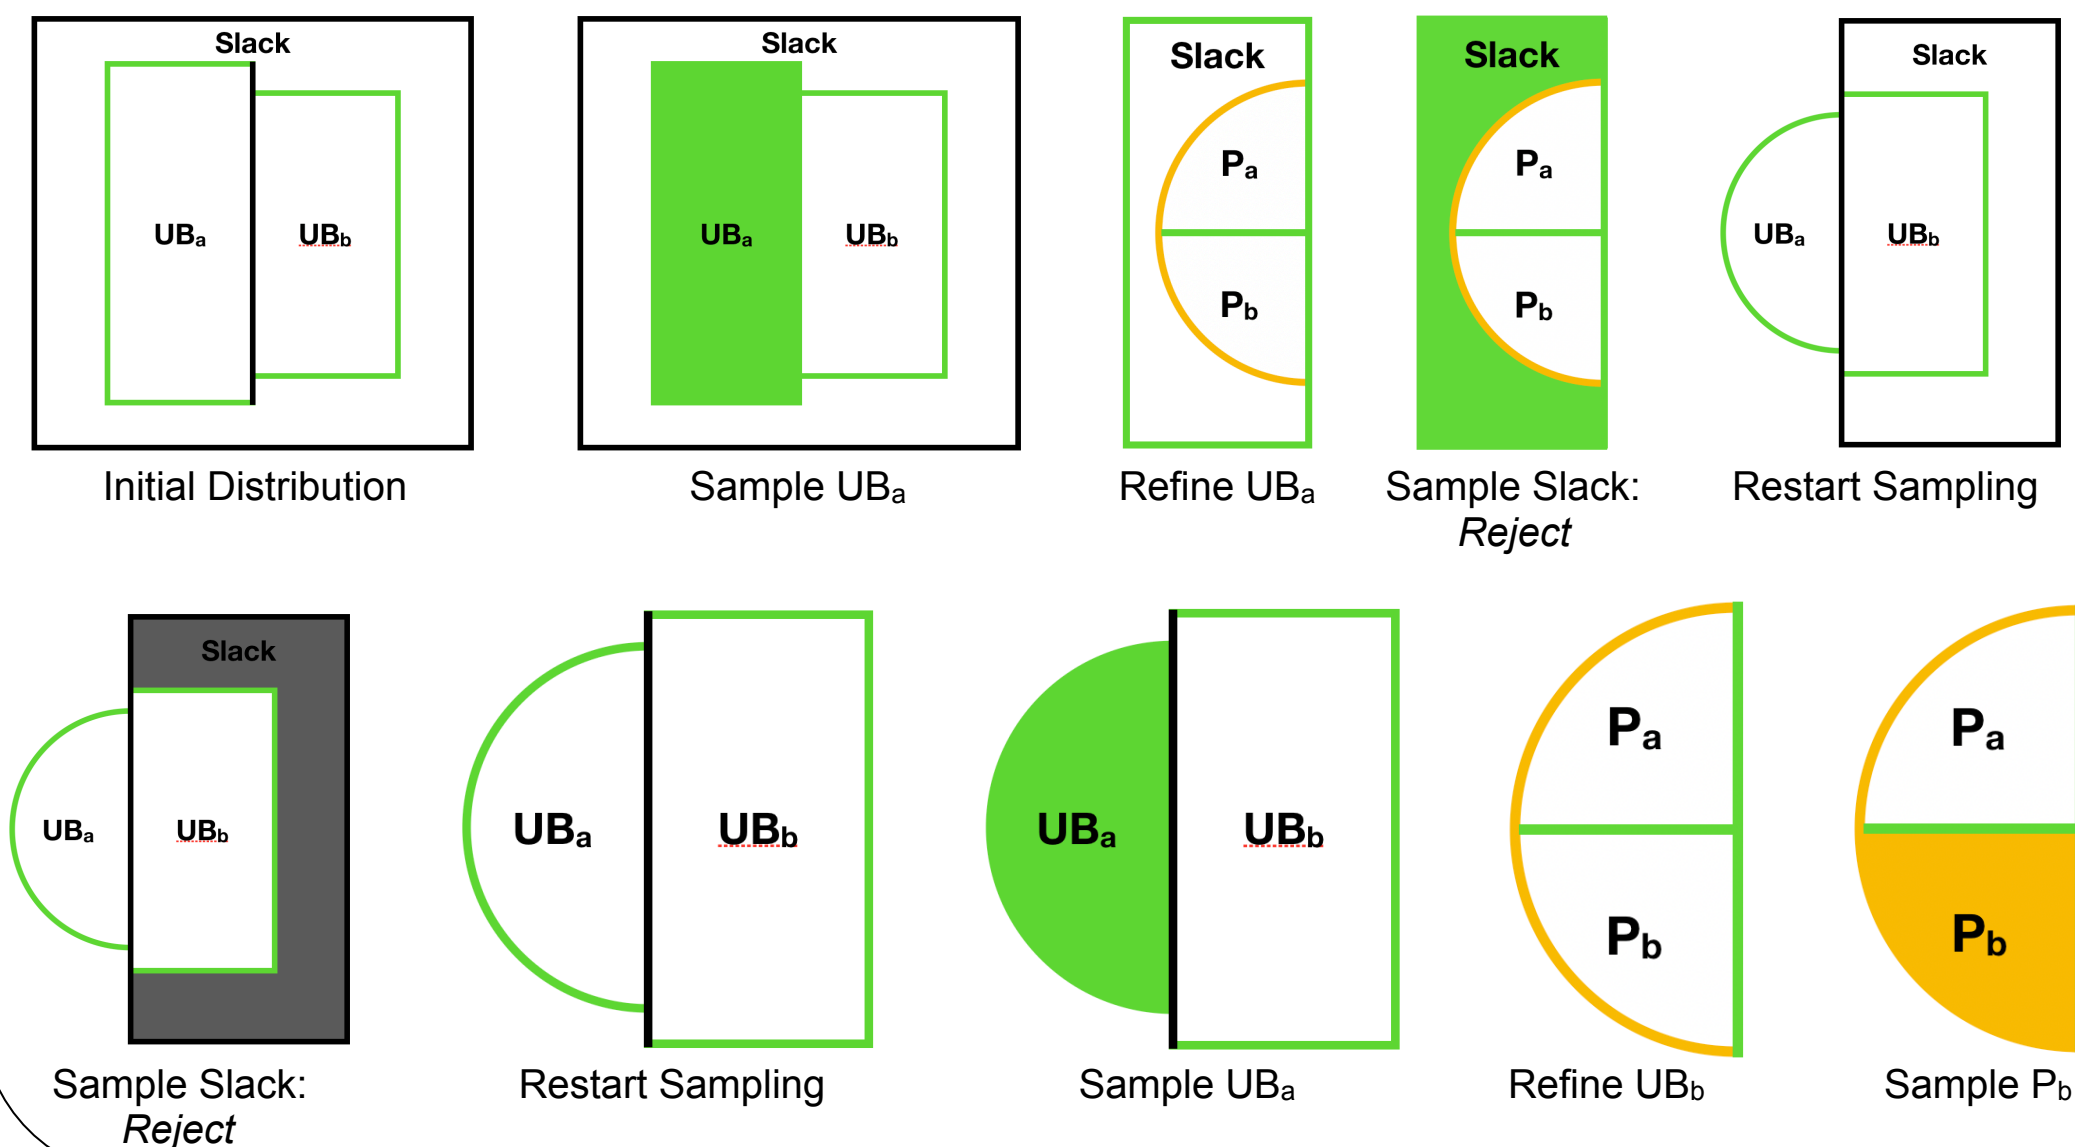 Slack
UBa
UBb
Initial Distribution
Slack
UBa
UBb
Sample UBa
Slack
Pa
Pb
Refine UBa
Slack
Pa
Pb
Sample Slack:
Reject
Slack
UBa
UBb
Restart Sampling
Slack
UBa
UBb
Sample Slack:
Reject
UBa
UBb
Restart Sampling
UBa
UBb
Sample UBa
Pa
Pb
Refine UBb
Pa
Pb
Sample Pb